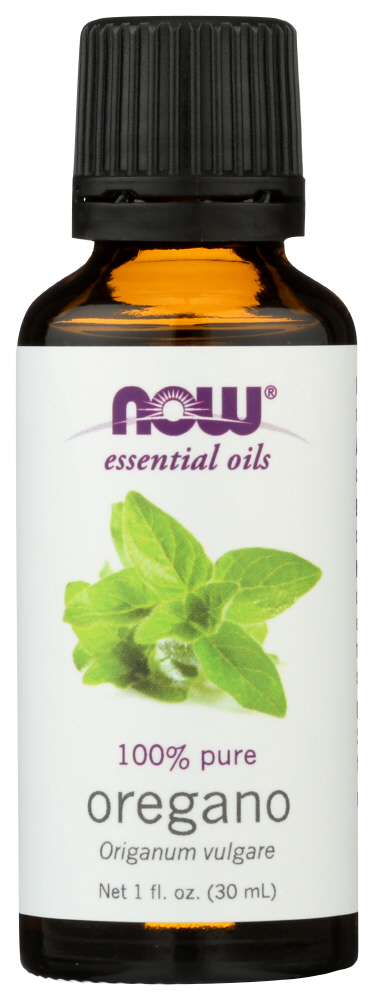 NOW®
essential oils
100% pure
oregano
Origanum vulgare
Net 1 fl. oz. (30 mL)